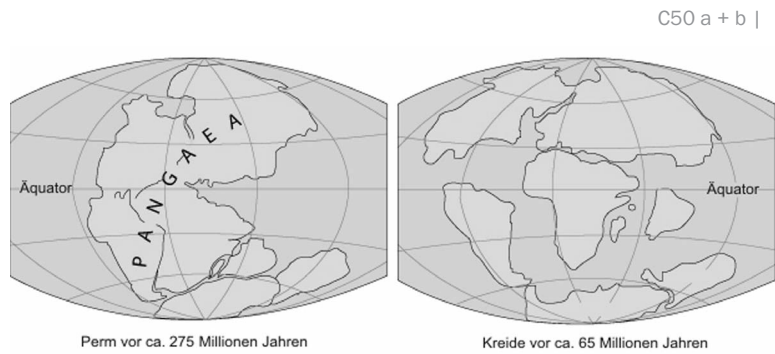 C50 a + b |
PANGAEA
Äquator
Äquator
Perm vor ca. 275 Millionen Jahren
Kreide vor ca. 65 Millionen Jahren